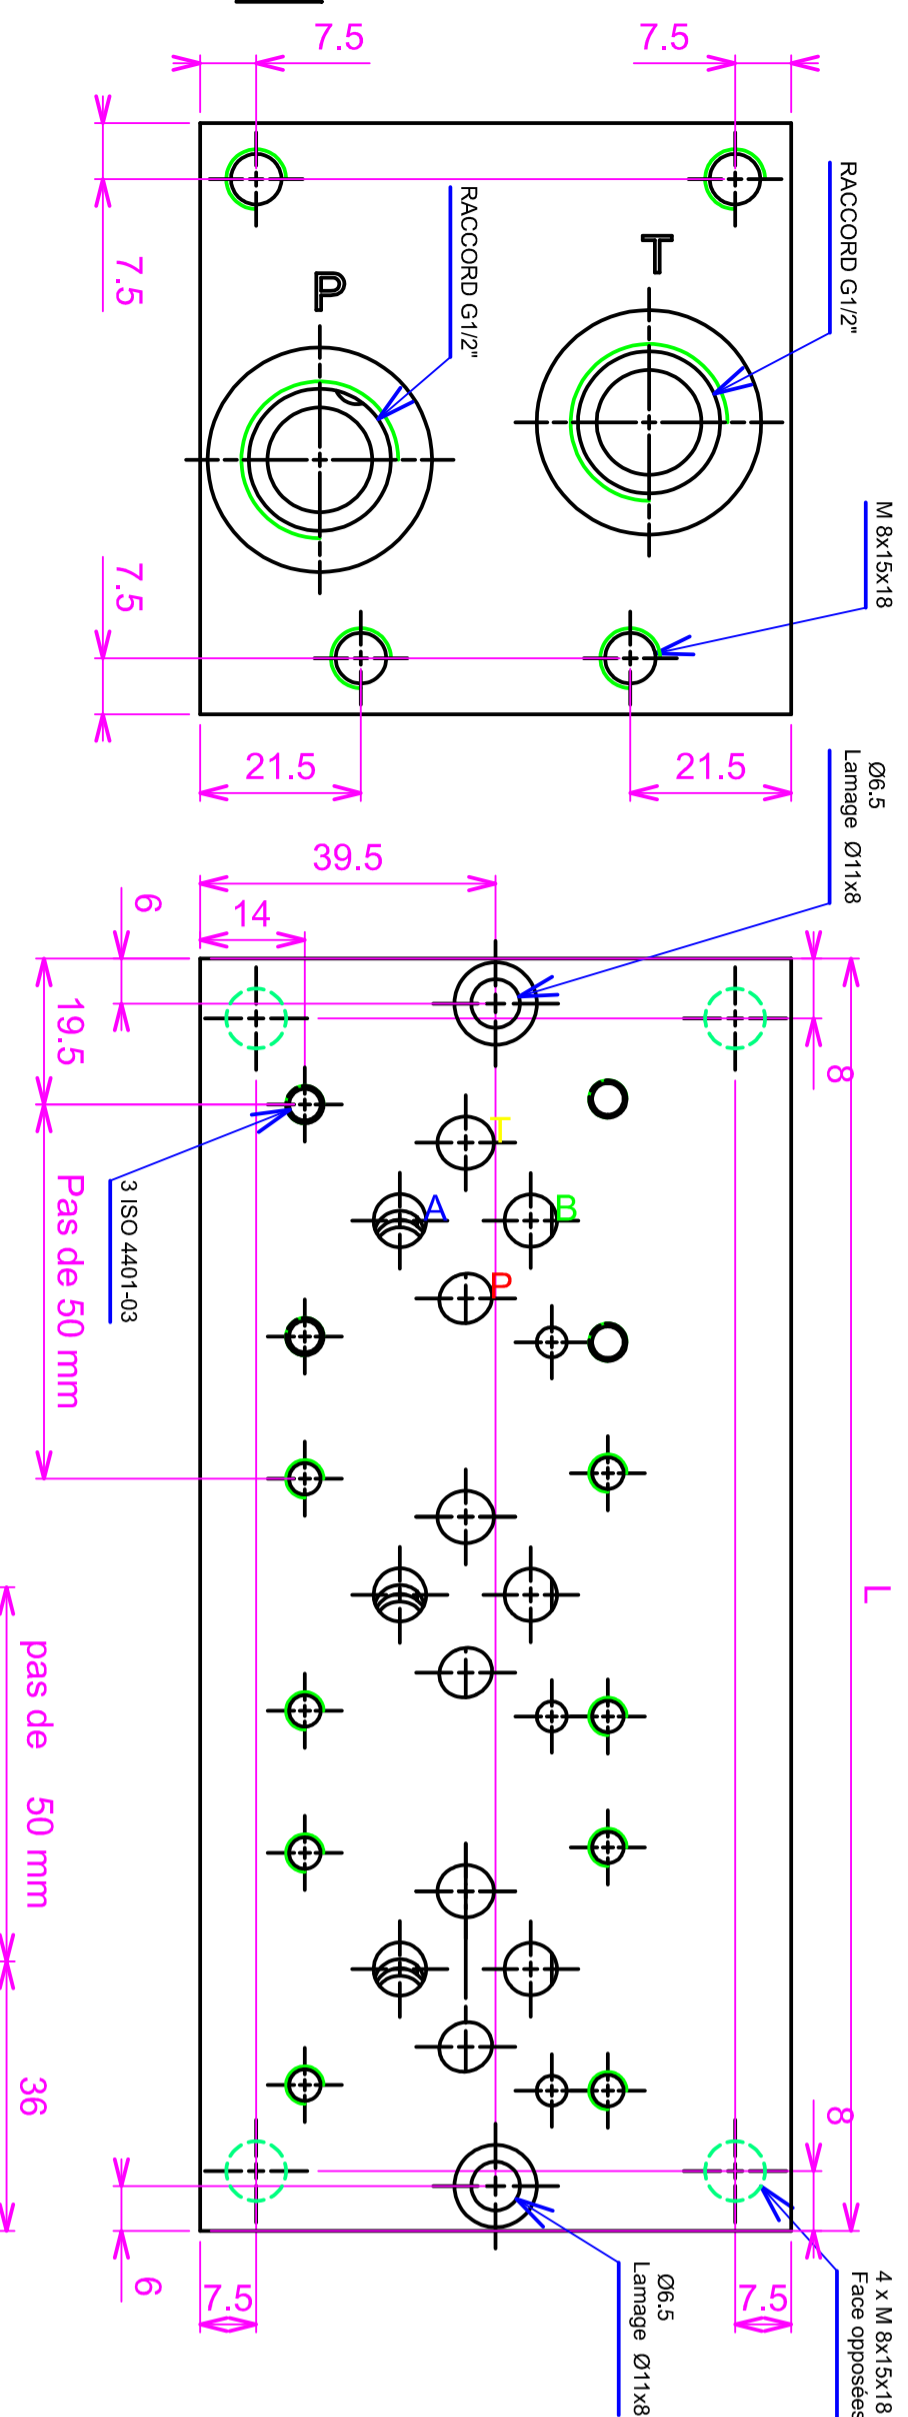 7.5
7.5
RACCORD G1/2"
T
RACCORD G1/2"
P
M 8x15x18
7.5
7.5
21.5
21.5
Ø6.5
Lamage Ø11x8
39.5
14
6
19.5
8
T
A
B
P
Pas de 50 mm
3 ISO 4401-03
L
pas de 50 mm
36
8
6
7.5
7.5
Ø6.5
Lamage Ø11x8
4 x M 8x15x18
Face opposées